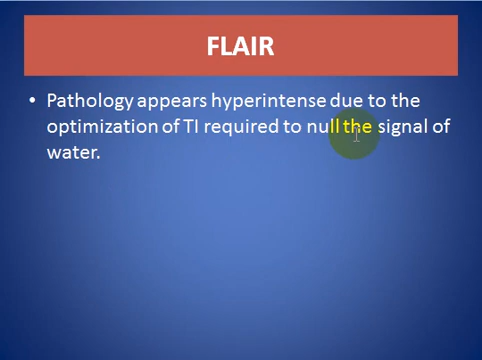 FLAIR
• Pathology appears hyperintense due to the
optimization of TI required to null the signal of
water.